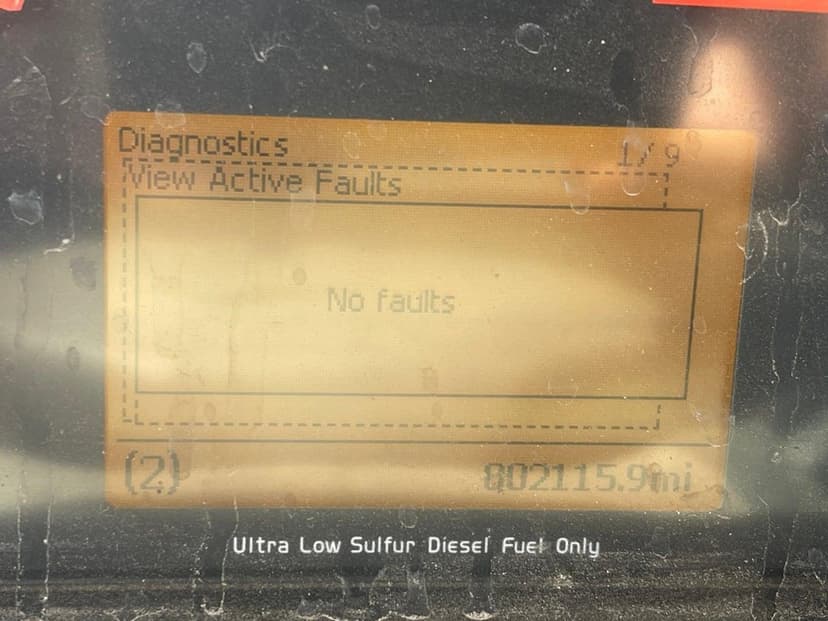 Diagnostics 1/9
View Active Faults
No faults
(2) 802115.9mi
Ultra Low Sulfur Diesel Fuel Only